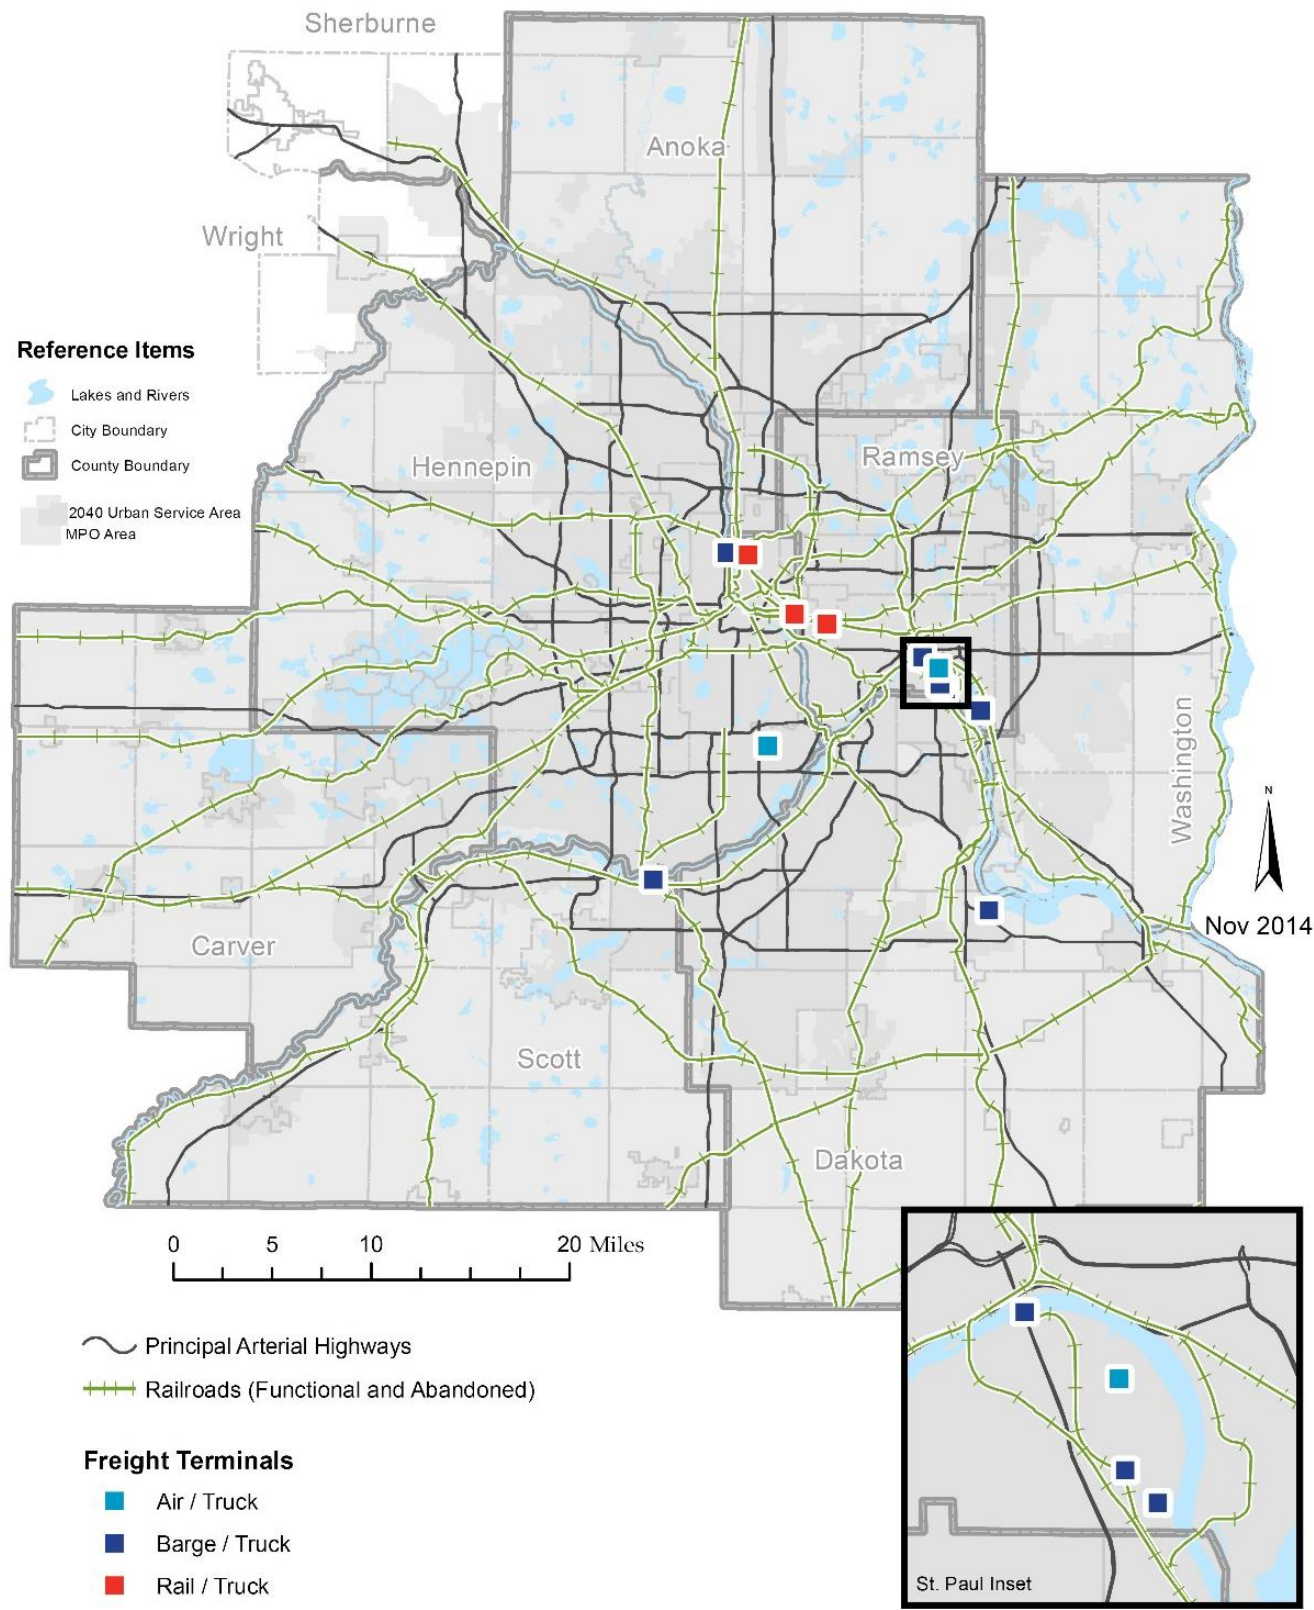 Sherburne
Anoka
Wright
Reference Items
Lakes and Rivers
City Boundary
County Boundary
2040 Urban Service Area
MPO Area
Hennepin
Ramsey
Washington
N
Nov 2014
Carver
Scott
Dakota
0 5 10 20 Miles
Principal Arterial Highways
Railroads (Functional and Abandoned)
Freight Terminals
Air / Truck
Barge / Truck
Rail / Truck
St. Paul Inset